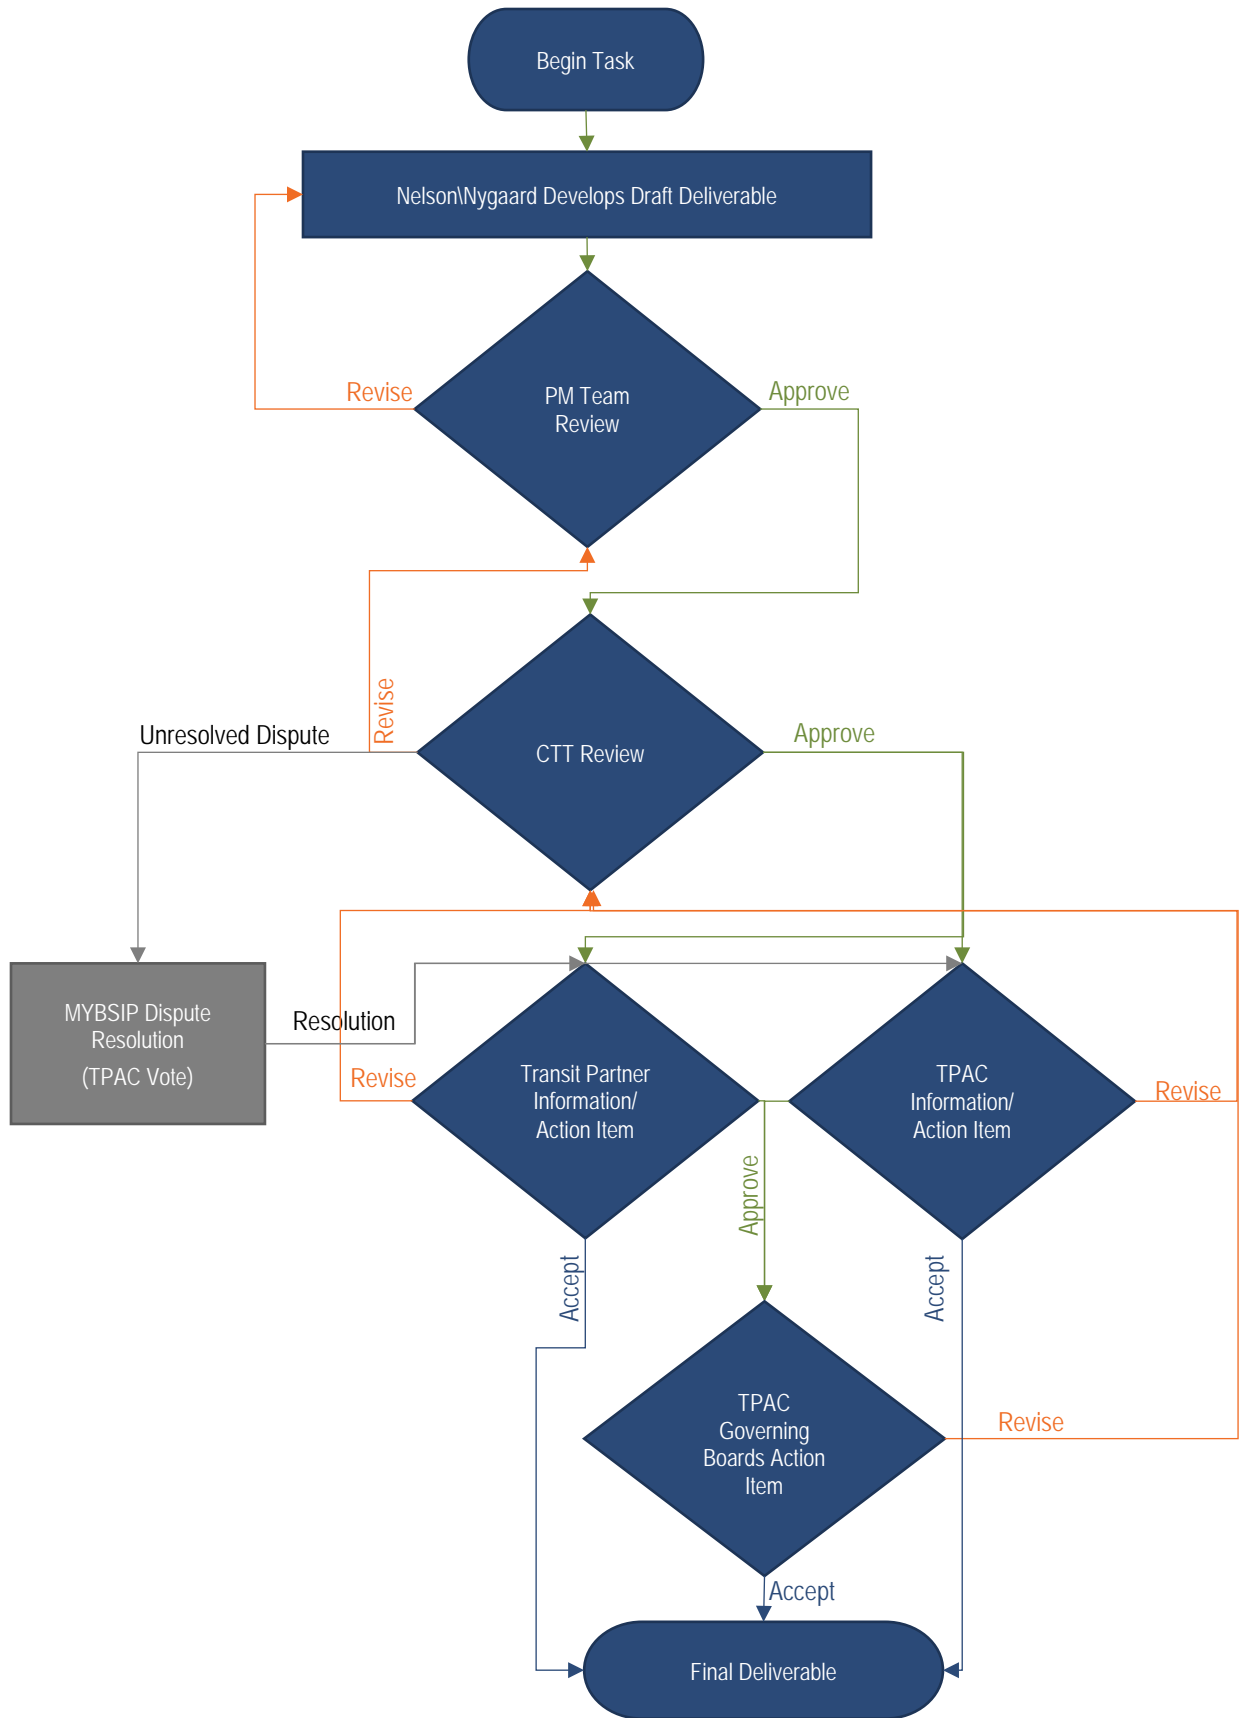 Begin Task
Nelson\Nygaard Develops Draft Deliverable
Revise
PM Team
Review
Approve
Revise
Unresolved Dispute
CTT Review
Approve
MYBSIP Dispute
Resolution
(TPAC Vote)
Resolution
Revise
Transit Partner
Information/
Action Item
TPAC
Information/
Action Item
Revise
Approve
Accept
Accept
TPAC
Governing
Boards Action
Item
Revise
Accept
Final Deliverable